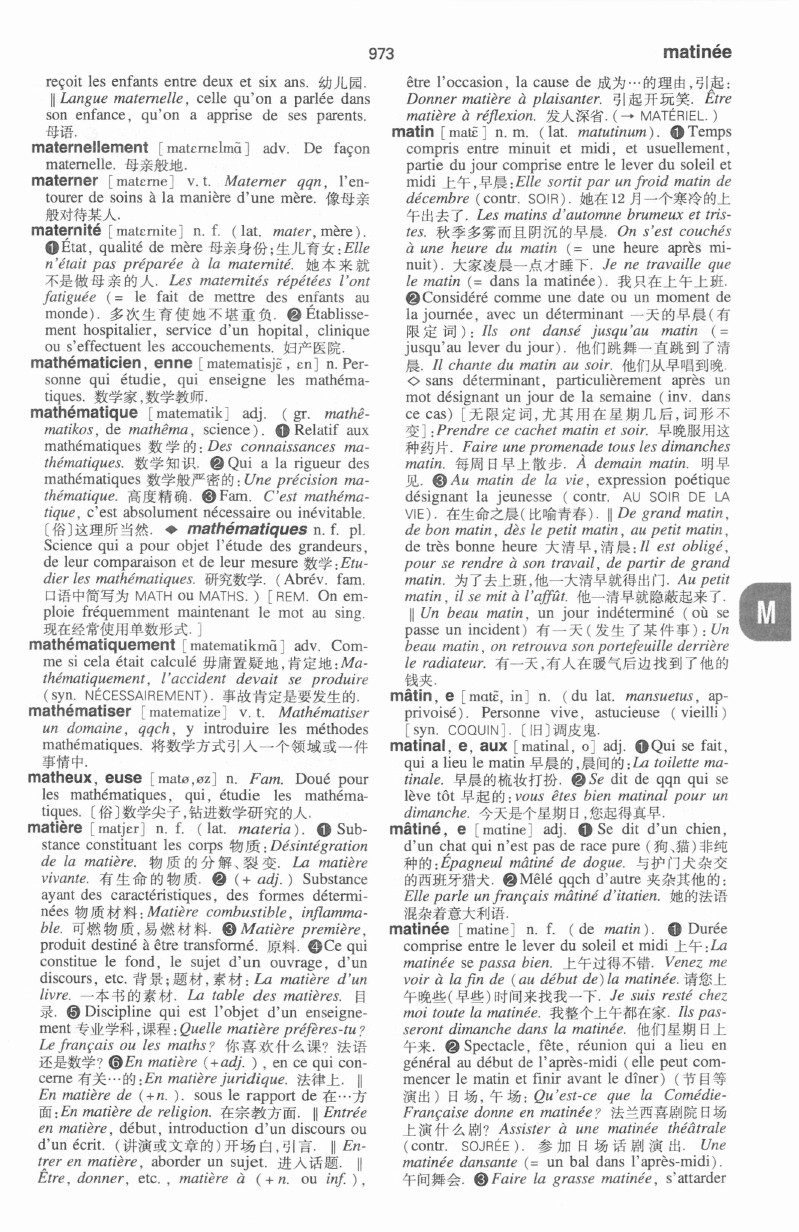 973
matinée
reçoit les enfants entre deux et six ans. 幼儿园.
‖ Langue maternelle, celle qu'on a parlée dans
son enfance, qu'on a apprise de ses parents.
母语.
maternellement [matɛrnɛlmɑ̃] adv. De façon
maternelle. 母亲般地.
materner [matɛrne] v. t. Materner qqn, l'en-
tourer de soins à la manière d'une mère. 像母亲
般对待某人.
maternité [matɛrnite] n. f. (lat. mater, mère).
❶État, qualité de mère 母亲身份;生儿育女:Elle
n'était pas préparée à la maternité. 她本来就
不是做母亲的人. Les maternités répétées l'ont
fatiguée (= le fait de mettre des enfants au
monde). 多次生育使她不堪重负. ❷ Établisse-
ment hospitalier, service d'un hopital, clinique
ou s'effectuent les accouchements. 妇产医院.
mathématicien, enne [matematisjɛ̃, ɛn] n. Per-
sonne qui étudie, qui enseigne les mathéma-
tiques. 数学家,数学教师.
mathématique [matematik] adj. (gr. mathê-
matikos, de mathêma, science). ❶ Relatif aux
mathématiques 数学的: Des connaissances ma-
thématiques. 数学知识. ❷ Qui a la rigueur des
mathématiques 数学般严密的: Une précision ma-
thématique. 高度精确. ❸ Fam. C'est mathéma-
tique, c'est absolument nécessaire ou inévitable.
〔俗〕这理所当然. ◆ mathématiques n. f. pl.
Science qui a pour objet l'étude des grandeurs,
de leur comparaison et de leur mesure 数学:Etu-
dier les mathématiques. 研究数学. (Abrév. fam.
口语中简写为 MATH ou MATHS.) [REM. On em-
ploie fréquemment maintenant le mot au sing.
现在经常使用单数形式.]
mathématiquement [matematikmɑ̃] adv. Com-
me si cela était calculé 毋庸置疑地,肯定地:Ma-
thématiquement, l'accident devait se produire
(syn. NÉCESSAIREMENT). 事故肯定是要发生的.
mathématiser [matematize] v. t. Mathématiser
un domaine, qqch, y introduire les méthodes
mathématiques. 将数学方式引入一个领域或一件
事情中.
matheux, euse [matø,øz] n. Fam. Doué pour
les mathématiques, qui, étudie les mathéma-
tiques. 〔俗〕数学尖子,钻进数学研究的人.
matière [matjɛr] n. f. (lat. materia). ❶ Sub-
stance constituant les corps 物质: Désintégration
de la matière. 物质的分解、裂变. La matière
vivante. 有生命的物质. ❷ (+ adj.) Substance
ayant des caractéristiques, des formes détermi-
nées 物质材料: Matière combustible, inflamma-
ble. 可燃物质,易燃材料. ❸ Matière première,
produit destiné à être transformé. 原料. ❹Ce qui
constitue le fond, le sujet d'un ouvrage, d'un
discours, etc. 背景;题材,素材: La matière d'un
livre. 一本书的素材. La table des matières. 目
录. ❺ Discipline qui est l'objet d'un enseigne-
ment 专业学科,课程: Quelle matière préfères-tu?
Le français ou les maths? 你喜欢什么课? 法语
还是数学? ❻En matière (+adj.), en ce qui con-
cerne 有关…的:En matière juridique. 法律上. ‖
En matière de (+n.). sous le rapport de 在…方
面:En matière de religion. 在宗教方面. ‖ Entrée
en matière, début, introduction d'un discours ou
d'un écrit. (讲演或文章的)开场白,引言. ‖ En-
trer en matière, aborder un sujet. 进入话题. ‖
Être, donner, etc., matière à (+ n. ou inf.),
être l'occasion, la cause de 成为…的理由,引起:
Donner matière à plaisanter. 引起开玩笑. Être
matière à réflexion. 发人深省. (→ MATÉRIEL.)
matin [matɛ̃] n. m. (lat. matutinum). ❶ Temps
compris entre minuit et midi, et usuellement,
partie du jour comprise entre le lever du soleil et
midi 上午,早晨:Elle sortit par un froid matin de
décembre (contr. SOIR). 她在 12 月一个寒冷的上
午出去了. Les matins d'automne brumeux et tris-
tes. 秋季多雾而且阴沉的早晨. On s'est couchés
à une heure du matin (= une heure après mi-
nuit). 大家凌晨一点才睡下. Je ne travaille que
le matin (= dans la matinée). 我只在上午上班.
❷Considéré comme une date ou un moment de
la journée, avec un déterminant 一天的早晨(有
限定词): Ils ont dansé jusqu'au matin (=
jusqu'au lever du jour). 他们跳舞一直跳到了清
晨. Il chante du matin au soir. 他们从早唱到晚.
◇ sans déterminant, particulièrement après un
mot désignant un jour de la semaine (inv. dans
ce cas) [无限定词,尤其用在星期几后,词形不
变]:Prendre ce cachet matin et soir. 早晚服用这
种药片. Faire une promenade tous les dimanches
matin. 每周日早上散步. À demain matin. 明早
见. ❸ Au matin de la vie, expression poétique
désignant la jeunesse (contr. AU SOIR DE LA
VIE). 在生命之晨(比喻青春). ‖ De grand matin,
de bon matin, dès le petit matin, au petit matin,
de très bonne heure 大清早,清晨:Il est obligé,
pour se rendre à son travail, de partir de grand
matin. 为了去上班,他一大清早就得出门. Au petit
matin, il se mit à l'affût. 他一清早就隐蔽起来了.
‖ Un beau matin, un jour indéterminé (où se
passe un incident) 有一天(发生了某件事): Un
beau matin, on retrouva son portefeuille derrière
le radiateur. 有一天,有人在暖气后边找到了他的
钱夹.
mâtin, e [mɑtɛ̃, in] n. (du lat. mansuetus, ap-
privoisé). Personne vive, astucieuse (vieilli)
[syn. COQUIN]. [旧]调皮鬼.
matinal, e, aux [matinal, o] adj. ❶Qui se fait,
qui a lieu le matin 早晨的,晨间的:La toilette ma-
tinale. 早晨的梳妆打扮. ❷Se dit de qqn qui se
lève tôt 早起的: vous êtes bien matinal pour un
dimanche. 今天是个星期日,您起得真早.
mâtiné, e [mɑtine] adj. ❶ Se dit d'un chien,
d'un chat qui n'est pas de race pure (狗、猫)非纯
种的: Épagneul mâtiné de dogue. 与护门犬杂交
的西班牙猎犬. ❷Mêlé qqch d'autre 夹杂其他的:
Elle parle un français mâtiné d'itatien. 她的法语
混杂着意大利语.
matinée [matine] n. f. (de matin). ❶ Durée
comprise entre le lever du soleil et midi 上午:La
matinée se passa bien. 上午过得不错. Venez me
voir à la fin de (au début de)la matinée. 请您上
午晚些(早些)时间来找我一下. Je suis resté chez
moi toute la matinée. 我整个上午都在家. Ils pas-
seront dimanche dans la matinée. 他们星期日上
午来. ❷ Spectacle, fête, réunion qui a lieu en
général au début de l'après-midi (elle peut com-
mencer le matin et finir avant le dîner) (节目等
演出) 日场,午场: Qu'est-ce que la Comédie-
Française donne en matinée? 法兰西喜剧院日场
上演什么剧? Assister à une matinée théâtrale
(contr. SOJRÉE). 参加日场话剧演出. Une
matinée dansante (= un bal dans l'après-midi).
午间舞会. ❸ Faire la grasse matinée, s'attarder
M